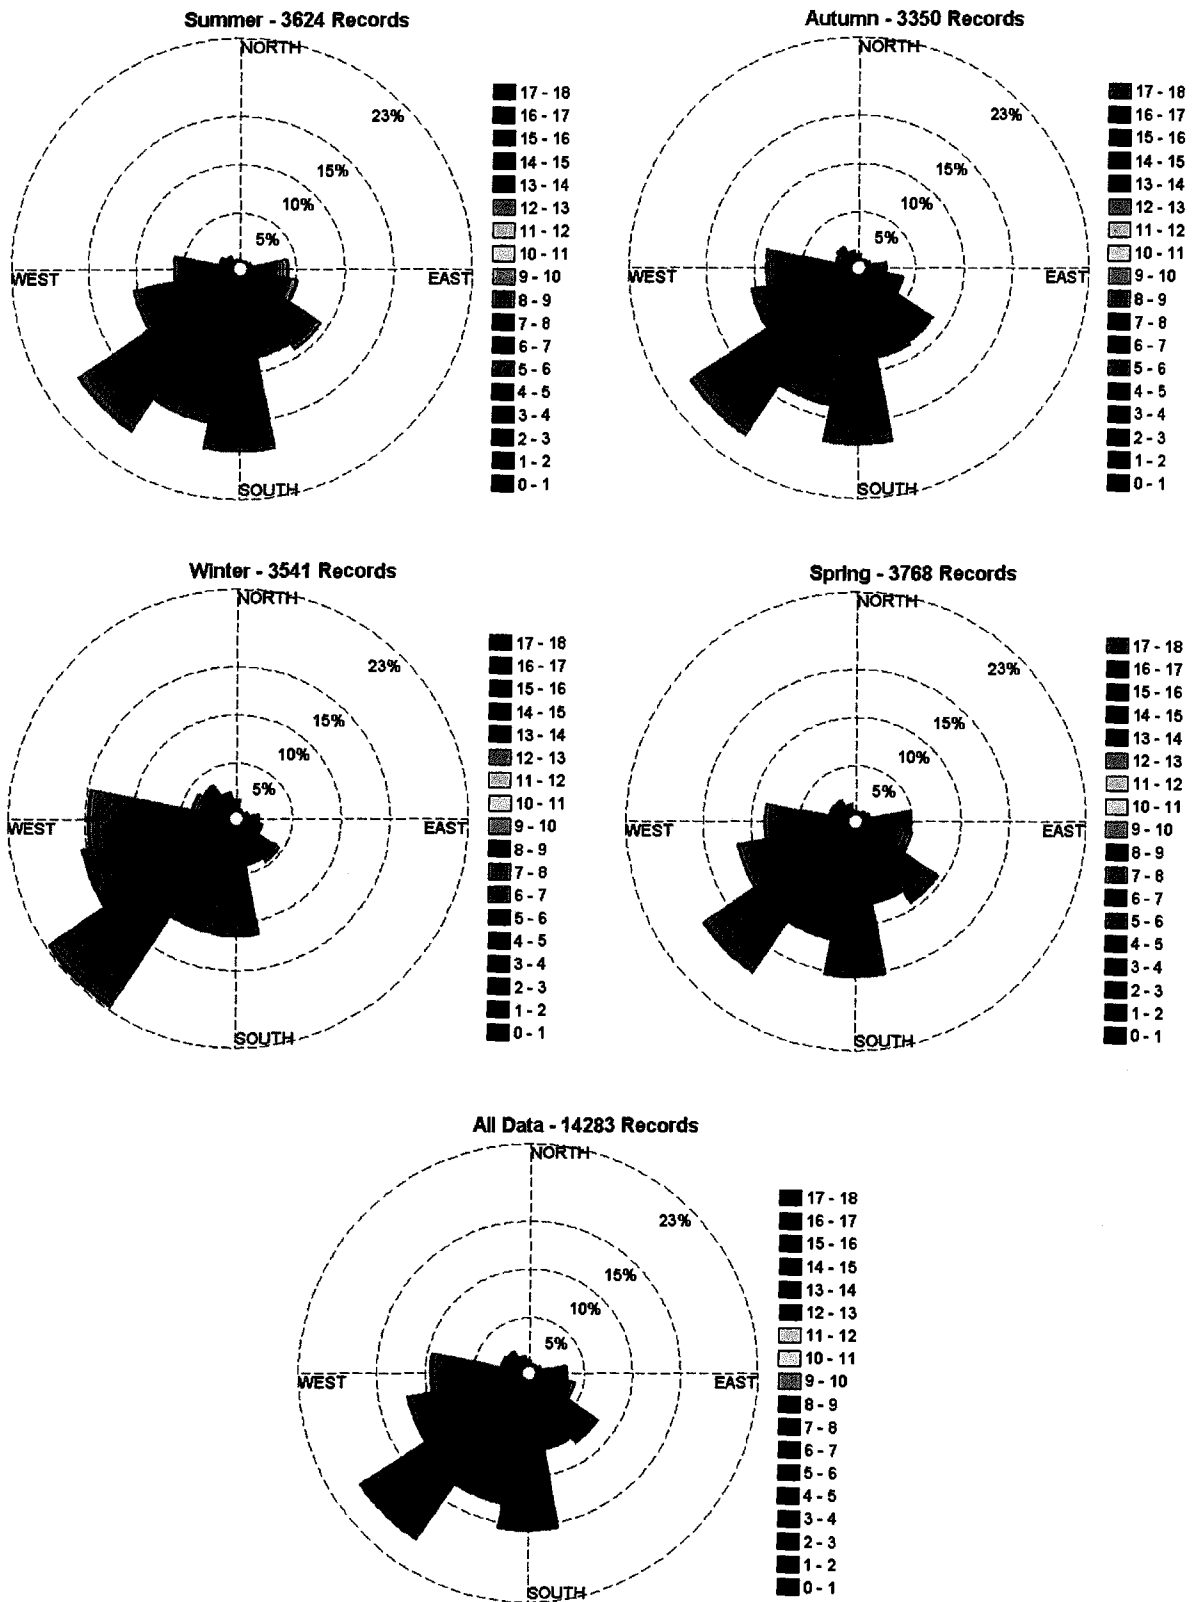 Summer - 3624 Records
NORTH
23%
15%
10%
5%
WEST
EAST
SOUTH
17 - 18
16 - 17
15 - 16
14 - 15
13 - 14
12 - 13
11 - 12
10 - 11
9 - 10
8 - 9
7 - 8
6 - 7
5 - 6
4 - 5
3 - 4
2 - 3
1 - 2
0 - 1
Autumn - 3350 Records
NORTH
23%
15%
10%
5%
WEST
EAST
SOUTH
17 - 18
16 - 17
15 - 16
14 - 15
13 - 14
12 - 13
11 - 12
10 - 11
9 - 10
8 - 9
7 - 8
6 - 7
5 - 6
4 - 5
3 - 4
2 - 3
1 - 2
0 - 1
Winter - 3541 Records
NORTH
23%
15%
10%
5%
WEST
EAST
SOUTH
17 - 18
16 - 17
15 - 16
14 - 15
13 - 14
12 - 13
11 - 12
10 - 11
9 - 10
8 - 9
7 - 8
6 - 7
5 - 6
4 - 5
3 - 4
2 - 3
1 - 2
0 - 1
Spring - 3768 Records
NORTH
23%
15%
10%
5%
WEST
EAST
SOUTH
17 - 18
16 - 17
15 - 16
14 - 15
13 - 14
12 - 13
11 - 12
10 - 11
9 - 10
8 - 9
7 - 8
6 - 7
5 - 6
4 - 5
3 - 4
2 - 3
1 - 2
0 - 1
All Data - 14283 Records
NORTH
23%
15%
10%
5%
WEST
EAST
SOUTH
17 - 18
16 - 17
15 - 16
14 - 15
13 - 14
12 - 13
11 - 12
10 - 11
9 - 10
8 - 9
7 - 8
6 - 7
5 - 6
4 - 5
3 - 4
2 - 3
1 - 2
0 - 1